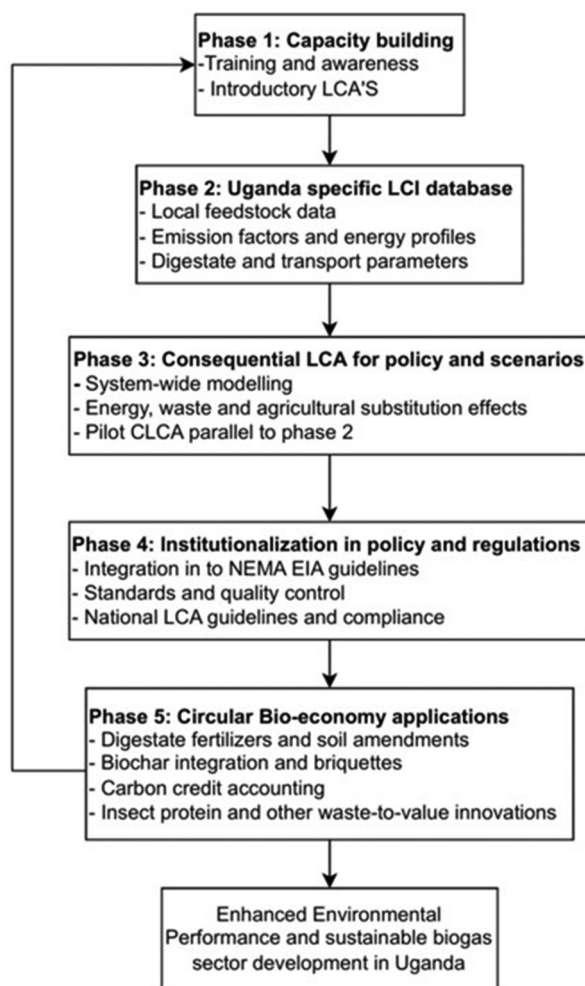 Phase 1: Capacity building
-Training and awareness
- Introductory LCA'S
Phase 2: Uganda specific LCI database
- Local feedstock data
- Emission factors and energy profiles
- Digestate and transport parameters
Phase 3: Consequential LCA for policy and scenarios
- System-wide modelling
- Energy, waste and agricultural substitution effects
- Pilot CLCA parallel to phase 2
Phase 4: Institutionalization in policy and regulations
- Integration in to NEMA EIA guidelines
- Standards and quality control
- National LCA guidelines and compliance
Phase 5: Circular Bio-economy applications
- Digestate fertilizers and soil amendments
- Biochar integration and briquettes
- Carbon credit accounting
- Insect protein and other waste-to-value innovations
Enhanced Environmental
Performance and sustainable biogas
sector development in Uganda